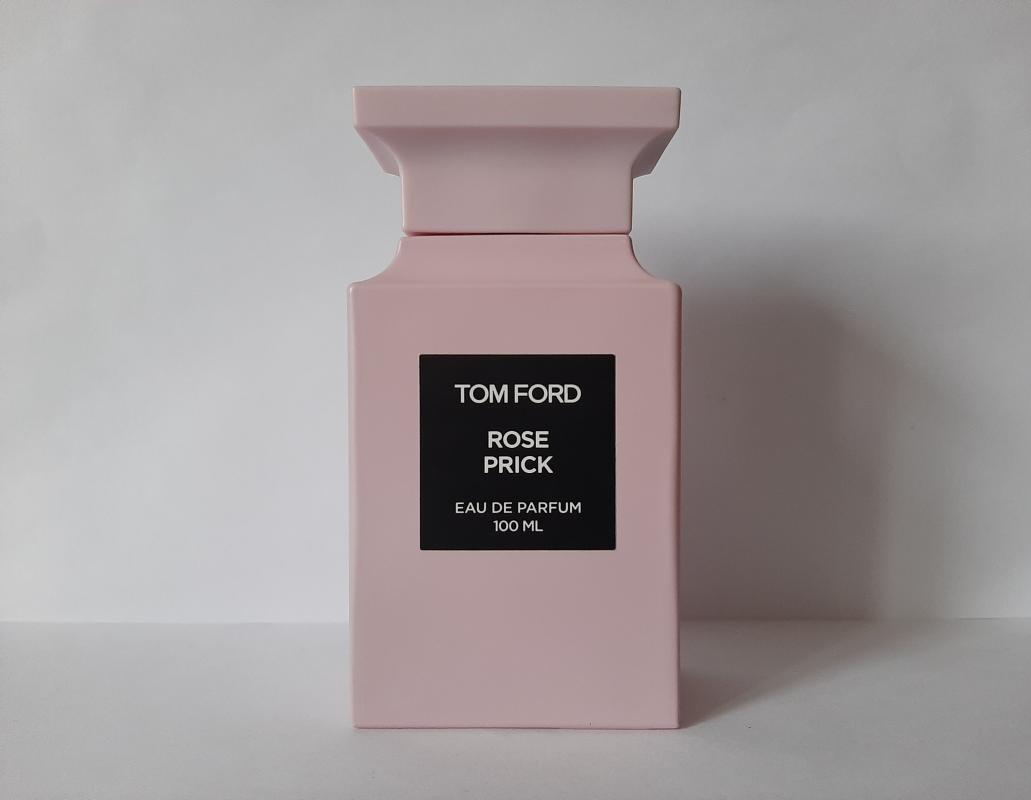 TOM FORD
ROSE
PRICK
EAU DE PARFUM
100 ML